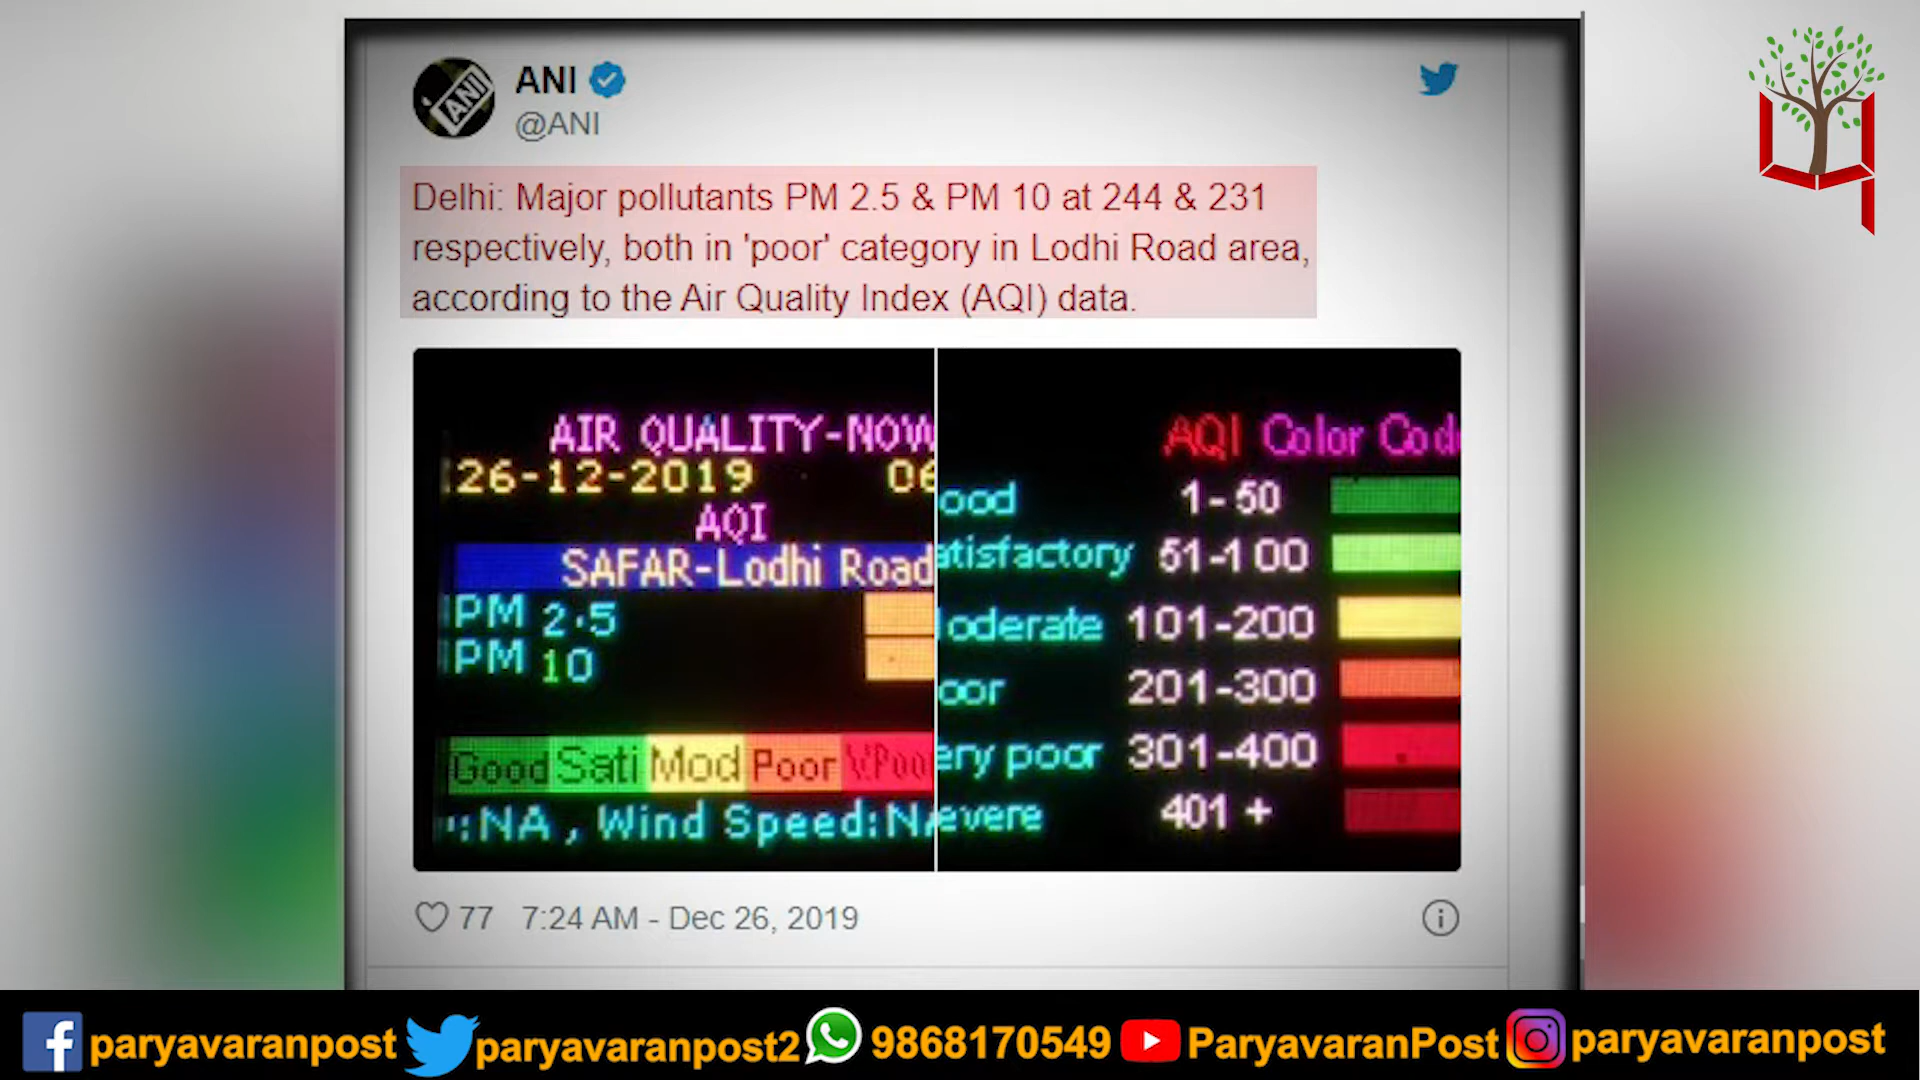 ANI
@ANI
Delhi: Major pollutants PM 2.5 & PM 10 at 244 & 231
respectively, both in 'poor' category in Lodhi Road area,
according to the Air Quality Index (AQI) data.
AIR QUALITY-NOW
26-12-2019 06
AQI
SAFAR-Lodhi Road
PM 2.5
PM 10
Good Sati Mod Poor V.Poo
:NA , Wind Speed:NA
AQI Color Code
ood 1-50
atisfactory 51-100
oderate 101-200
oor 201-300
ery poor 301-400
evere 401 +
77 7:24 AM - Dec 26, 2019
paryavaranpost paryavaranpost2 9868170549 ParyavaranPost paryavaranpost